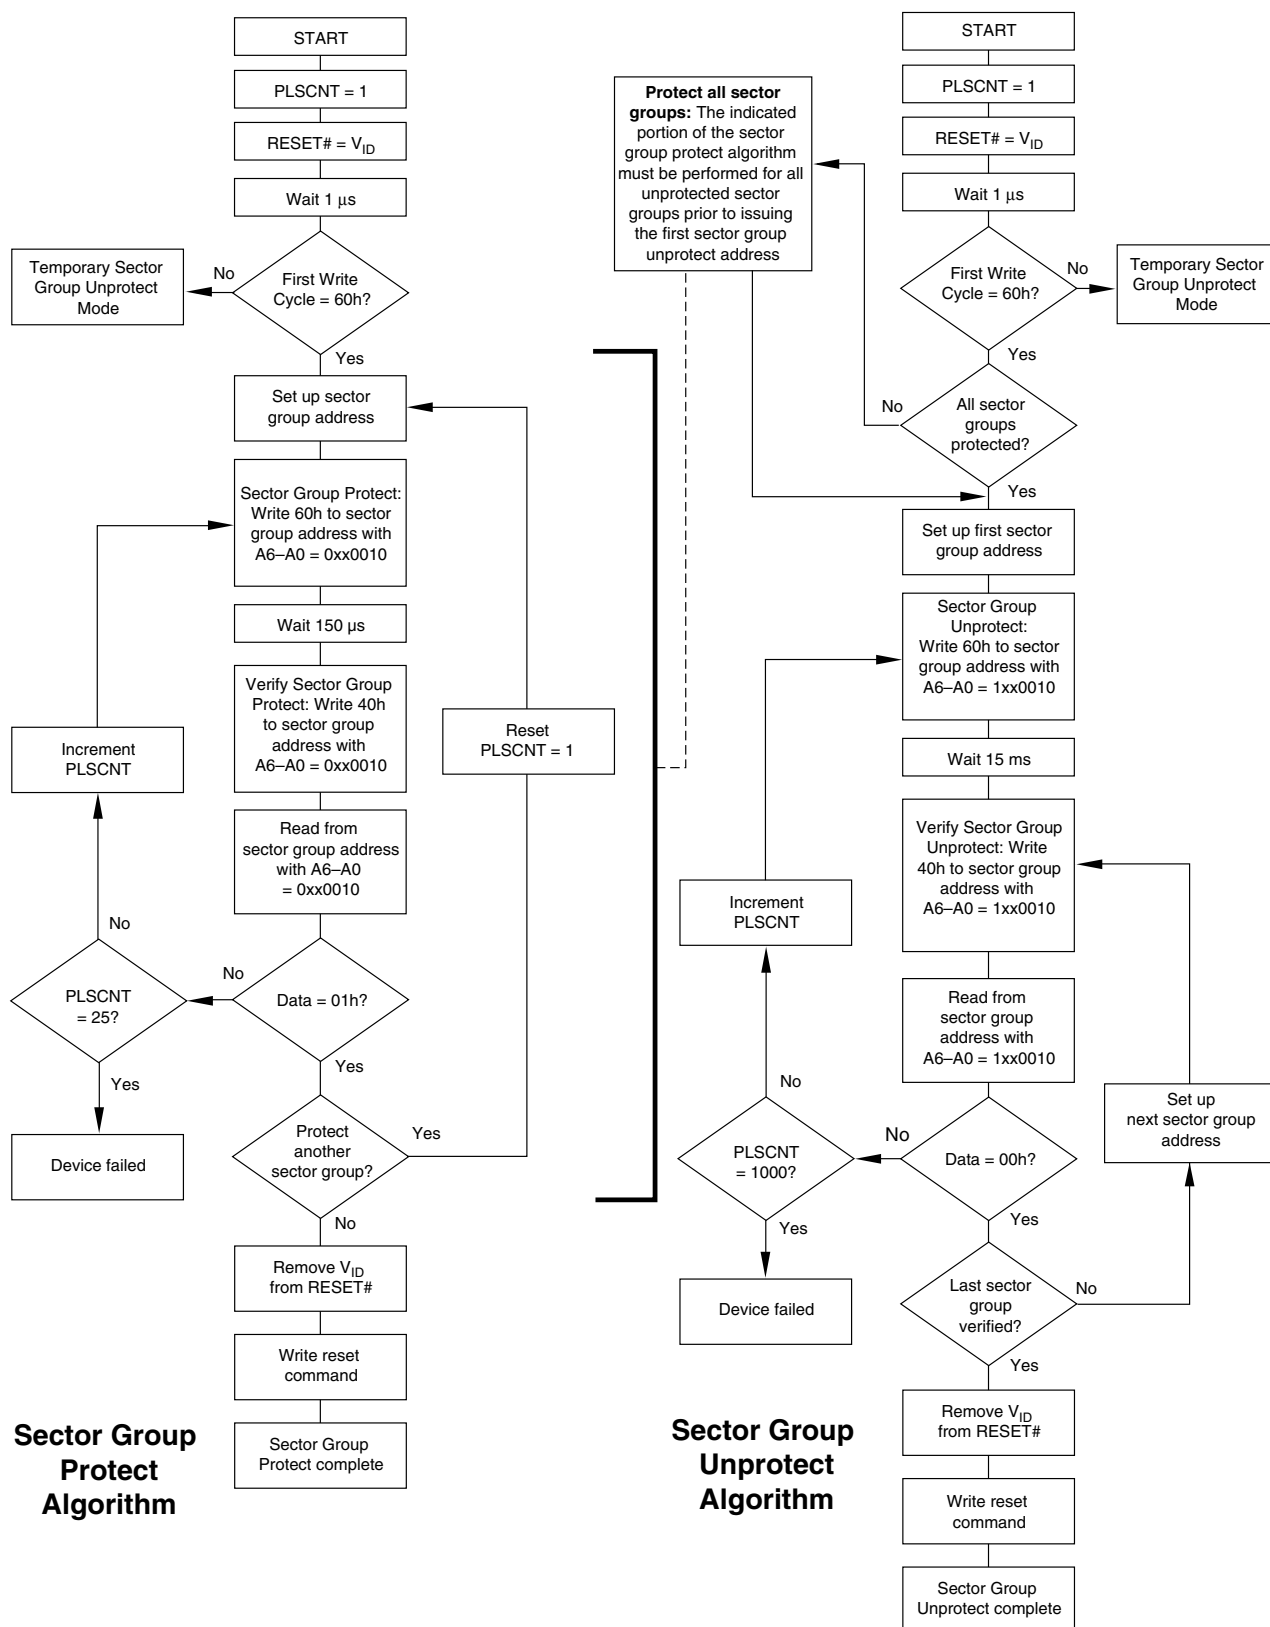 START
PLSCNT = 1
RESET# = VID
Wait 1 μs
First Write
Cycle = 60h?
No
Temporary Sector
Group Unprotect
Mode
Yes
Set up sector
group address
Sector Group Protect:
Write 60h to sector
group address with
A6–A0 = 0xx0010
Wait 150 µs
Verify Sector Group
Protect: Write 40h
to sector group
address with
A6–A0 = 0xx0010
Read from
sector group address
with A6–A0
= 0xx0010
Data = 01h?
No
PLSCNT
= 25?
No
Increment
PLSCNT
Yes
Device failed
Yes
Protect
another
sector group?
Yes
Reset
PLSCNT = 1
No
Remove VID
from RESET#
Write reset
command
Sector Group
Protect complete
Sector Group
Protect
Algorithm
Protect all sector
groups: The indicated
portion of the sector
group protect algorithm
must be performed for all
unprotected sector
groups prior to issuing
the first sector group
unprotect address
START
PLSCNT = 1
RESET# = VID
Wait 1 μs
First Write
Cycle = 60h?
No
Temporary Sector
Group Unprotect
Mode
Yes
All sector
groups
protected?
No
Yes
Set up first sector
group address
Sector Group
Unprotect:
Write 60h to sector
group address with
A6–A0 = 1xx0010
Wait 15 ms
Verify Sector Group
Unprotect: Write
40h to sector group
address with
A6–A0 = 1xx0010
Read from
sector group
address with
A6–A0 = 1xx0010
Data = 00h?
No
PLSCNT
= 1000?
No
Increment
PLSCNT
Yes
Device failed
Yes
Last sector
group
verified?
No
Set up
next sector group
address
Yes
Remove VID
from RESET#
Write reset
command
Sector Group
Unprotect complete
Sector Group
Unprotect
Algorithm